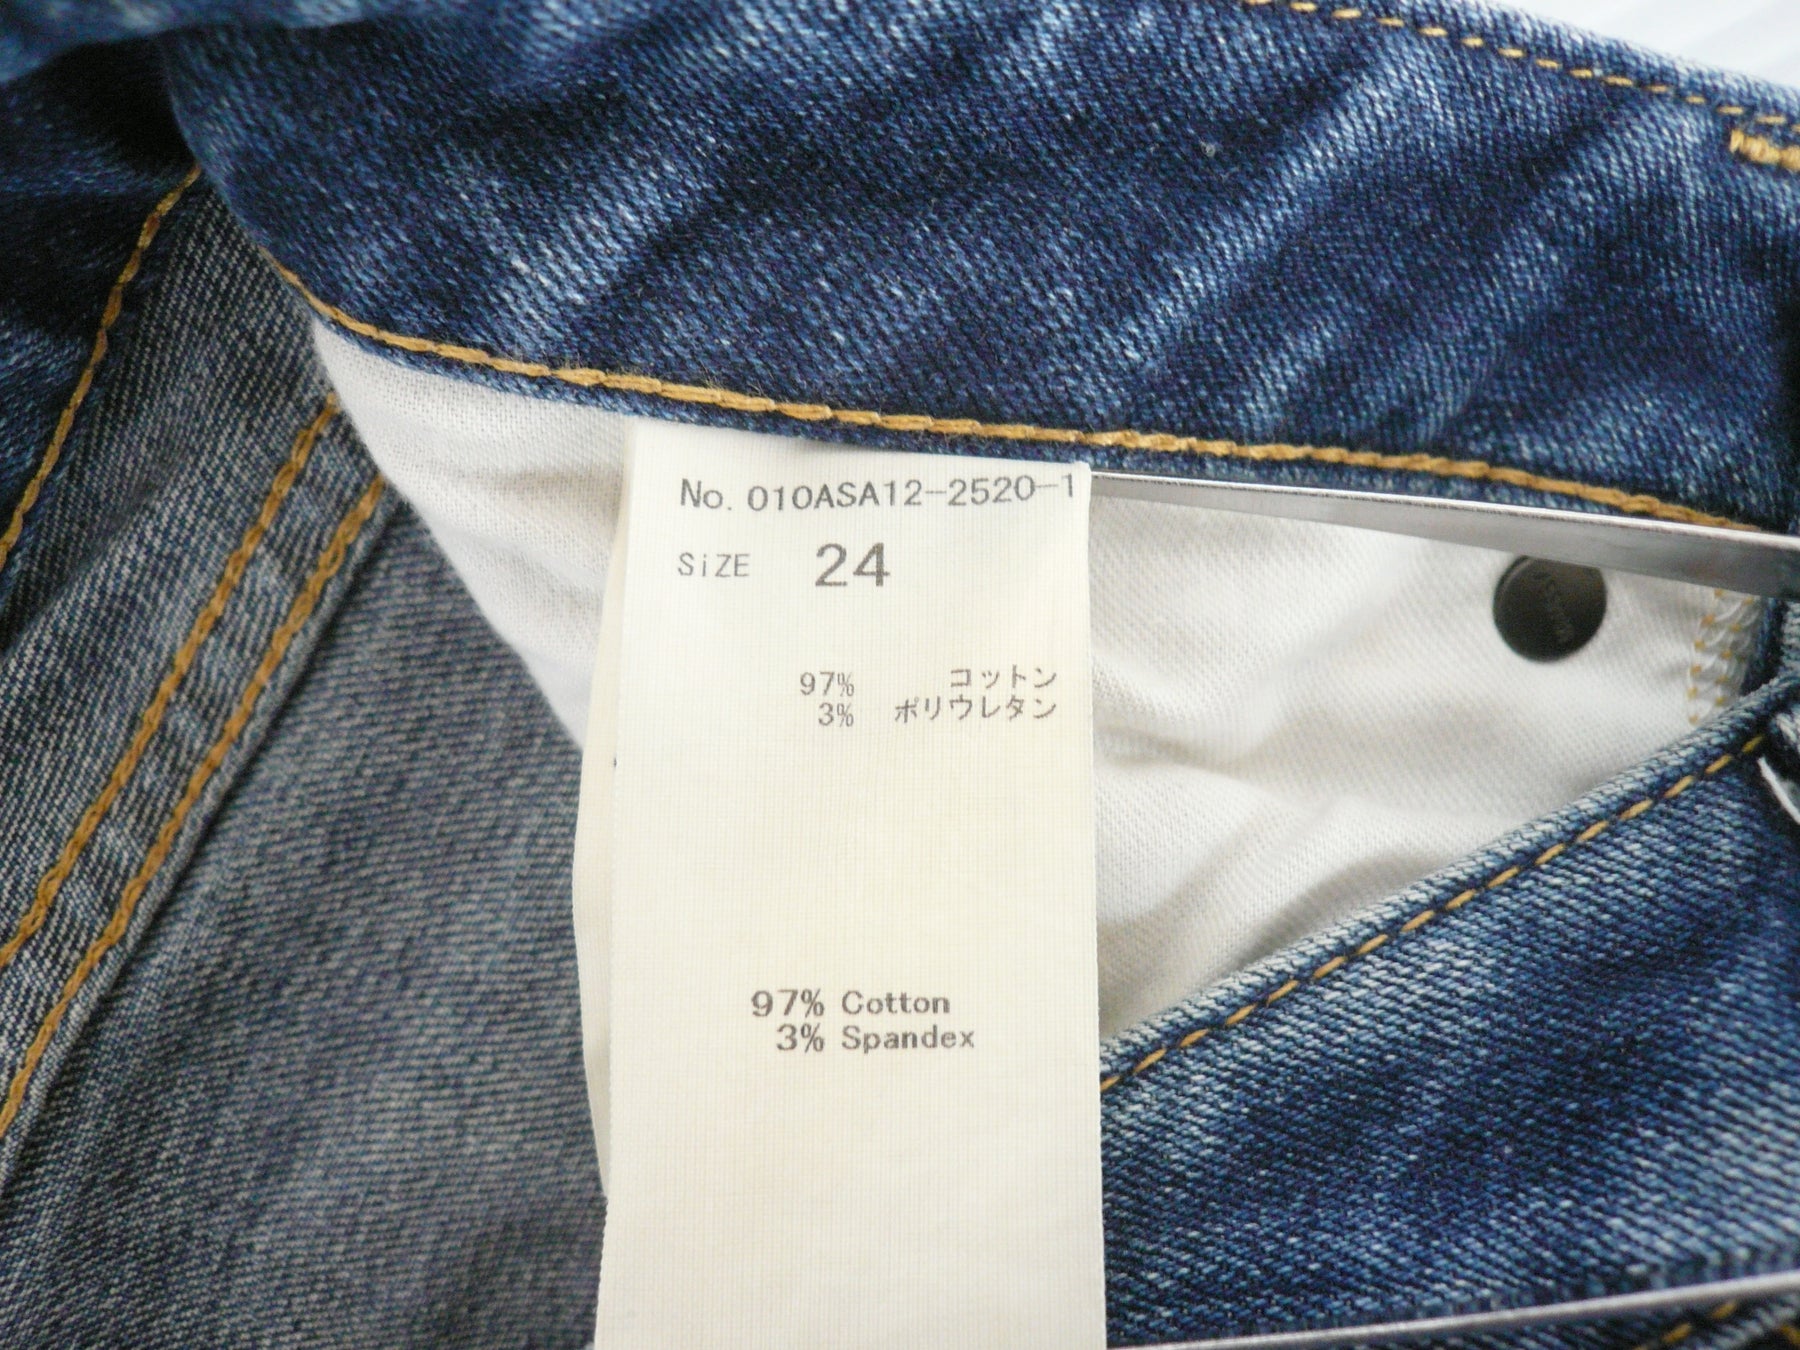 No. 010ASA12-2520-1
SiZE 24
97% コットン
3% ポリウレタン
97% Cotton
3% Spandex